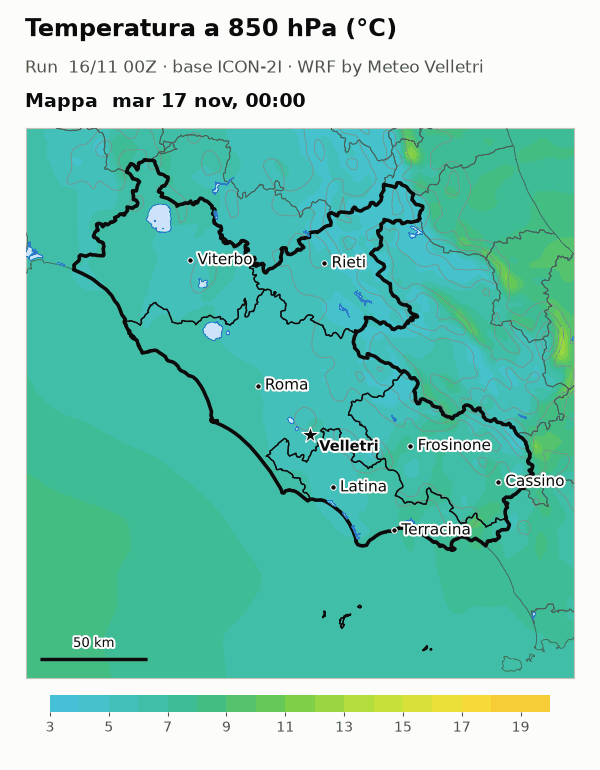 Temperatura a 850 hPa (°C)
Run  16/11 00Z · base ICON-2I · WRF by Meteo Velletri
Mappa  mar 17 nov, 00:00
Viterbo
Rieti
Roma
Velletri
Frosinone
Latina
Cassino
Terracina
50 km
3 5 7 9 11 13 15 17 19